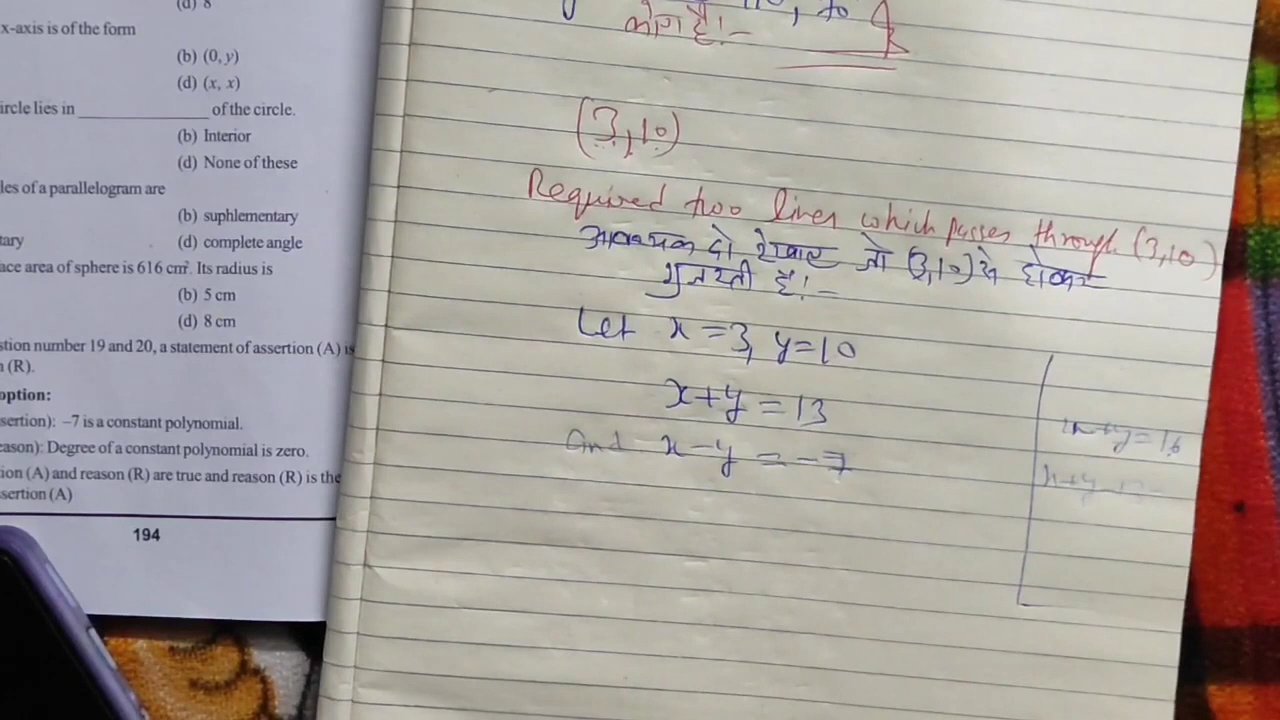 (d) 8
x-axis is of the form
(b) (0, y)
(d) (x, x)
ircle lies in ____________ of the circle.
(b) Interior
(d) None of these
les of a parallelogram are
(b) suphlementary
tary
(d) complete angle
ace area of sphere is 616 cm². Its radius is
(b) 5 cm
(d) 8 cm
stion number 19 and 20, a statement of assertion (A) is
n (R).
option:
sertion): –7 is a constant polynomial.
eason): Degree of a constant polynomial is zero.
ion (A) and reason (R) are true and reason (R) is the
sertion (A)
194
(3,10)
Required two lines which passes through (3,10)
आवश्यक दो रेखाएं जो (3,10) से होकर
गुजरती हैं।-
Let x=3, y=10
x+y=13
and x-y=-7